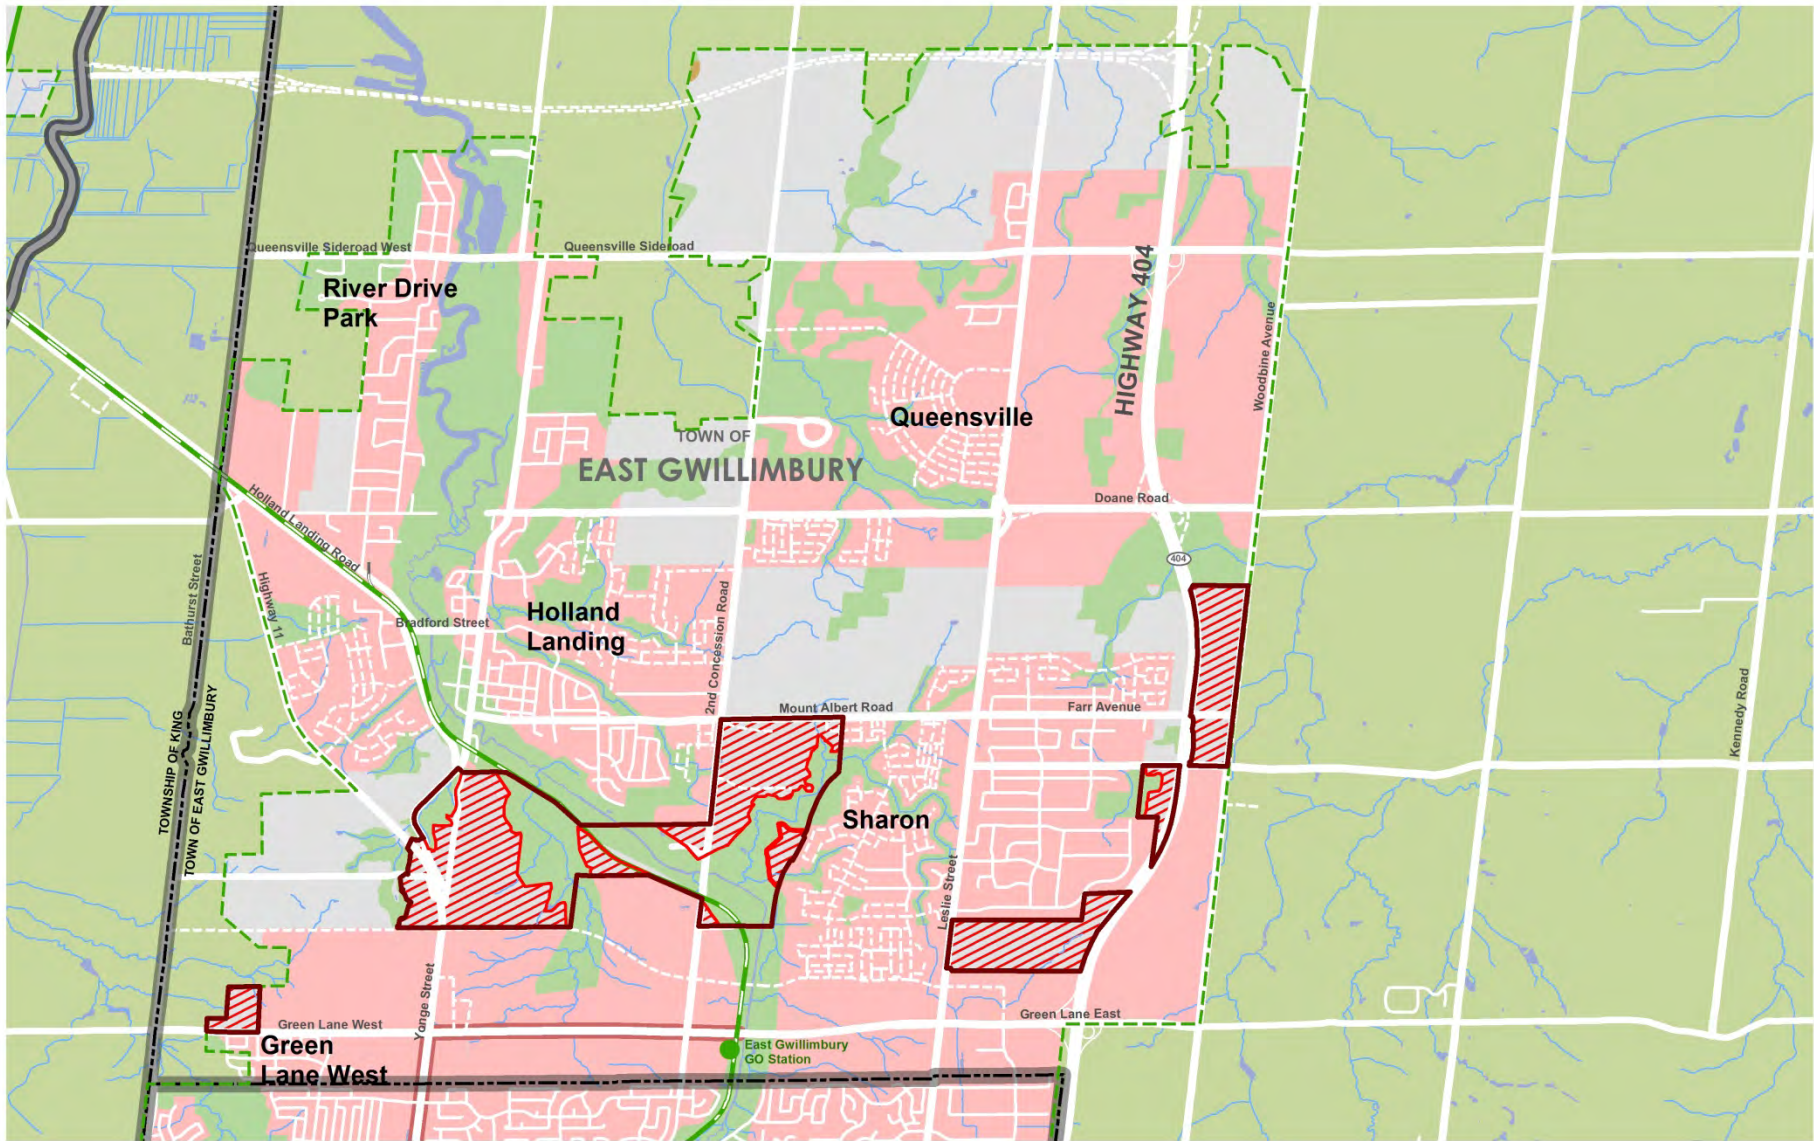 Queensville Sideroad West
Queensville Sideroad
River Drive
Park
HIGHWAY 404
Woodbine Avenue
Queensville
TOWN OF
EAST GWILLIMBURY
Holland Landing Road
Doane Road
404
Bathurst Street
Highway 11
Bradford Street
Holland
Landing
2nd Concession Road
Mount Albert Road
Farr Avenue
Kennedy Road
TOWNSHIP OF KING
TOWN OF EAST GWILLIMBURY
Sharon
Leslie Street
Yonge Street
Green Lane West
Green Lane East
Green
Lane West
East Gwillimbury
GO Station